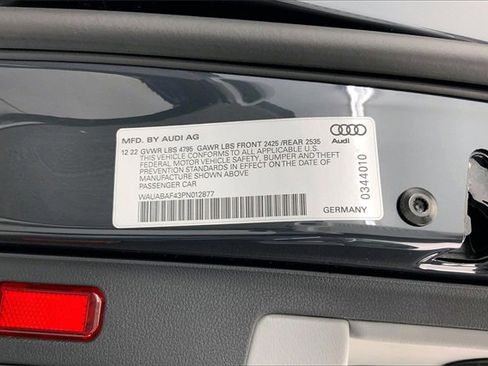 MFD. BY AUDI AG
12 22 GVWR LBS 4795 GAWR LBS FRONT 2425 /REAR 2535
THIS VEHICLE CONFORMS TO ALL APPLICABLE U.S.
FEDERAL MOTOR VEHICLE SAFETY, BUMPER AND THEFT
PREVENTION STANDARDS IN EFFECT ON THE DATE OF
MANUFACTURE SHOWN ABOVE
PASSENGER CAR
WAUABAF43PN012877
GERMANY
Audi
0344010